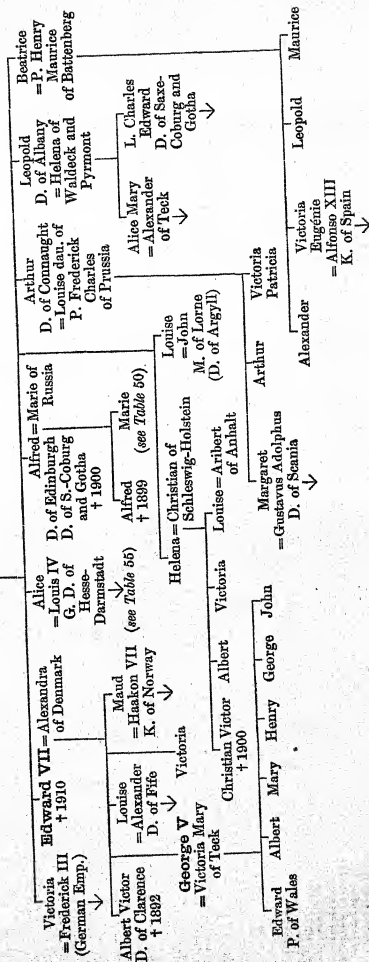 Victoria
= Frederick III
(German Emp.)
Edward VII = Alexandra
† 1910 of Denmark
Alice
= Louis IV
G. D. of
Hesse-
Darmstadt
(see Table 55)
Alfred = Marie of
D. of Edinburgh Russia
D. of S.-Coburg
and Gotha
† 1900
Arthur
D. of Connaught
= Louise dau. of
P. Frederick
Charles
of Prussia
Leopold
D. of Albany
= Helena of
Waldeck and
Pyrmont
Beatrice
= P. Henry
Maurice
of Battenberg
Albert Victor
D. of Clarence
† 1892
Louise
= Alexander
D. of Fife
Maud
= Haakon VII
K. of Norway
Alfred
† 1899
Marie
(see Table 50)
Alice Mary
= Alexander
of Teck
L. Charles
Edward
D. of Saxe-
Coburg and
Gotha
George V
= Victoria Mary
of Teck
Victoria
Helena = Christian of
Schleswig-Holstein
Louise
= John
M. of Lorne
(D. of Argyll)
Christian Victor
† 1900
Albert
Victoria
Louise = Aribert
of Anhalt
Margaret
= Gustavus Adolphus
D. of Scania
Arthur
Victoria
Patricia
Edward
P. of Wales
Albert
Mary
Henry
George
John
Alexander
Victoria
Eugénie
= Alfonso XIII
K. of Spain
Leopold
Maurice